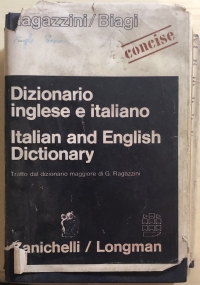 Ragazzini/Biagi
concise
Dizionario
inglese e italiano
Italian and English
Dictionary
Tratto dal dizionario maggiore di G. Ragazzini
Zanichelli / Longman